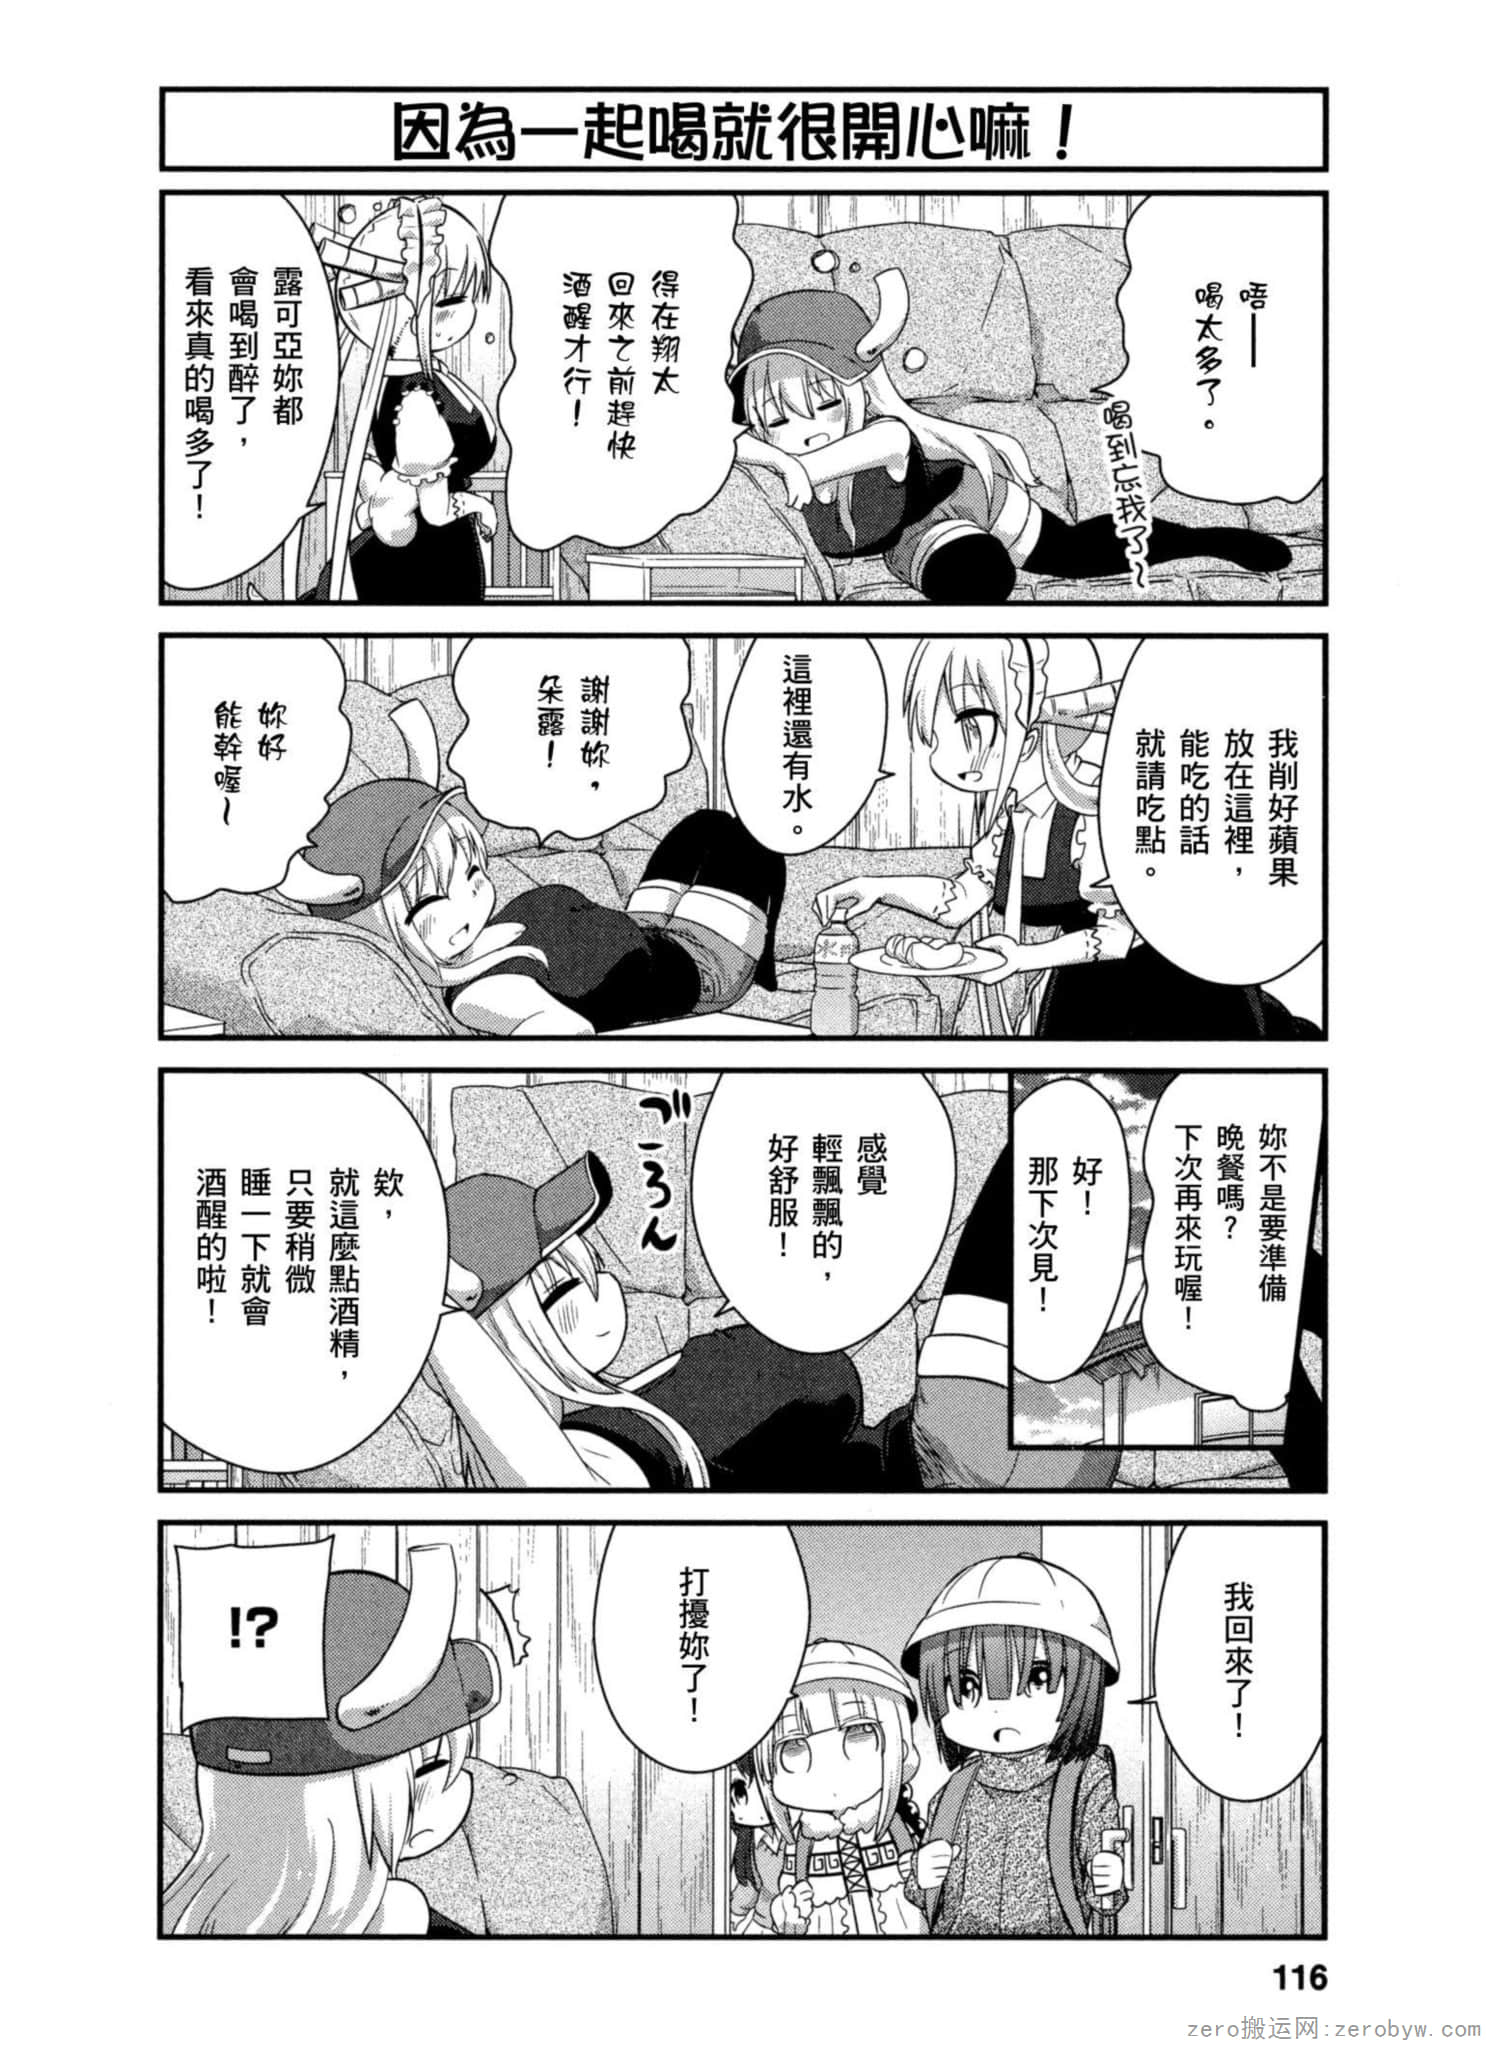 因為一起喝就很開心嘛！
唔——
喝太多了。
喝到忘我了～
得在翔太
回來之前趕快
酒醒才行！
露可亞妳都
會喝到醉了，
看來真的喝多了！
我削好蘋果
放在這裡，
能吃的話
就請吃點。
這裡還有水。
水
謝謝妳，
朵露！
妳好
能幹喔～
妳不是要準備
晚餐嗎？
下次再來玩喔！
好！
那下次見！
感覺
輕飄飄的，
好舒服！
ごろん
欸，
就這麼點酒精，
只要稍微
睡一下就會
酒醒的啦！
我回來了！
打擾妳了！
!?
116
zero搬运网:zerobyw.com